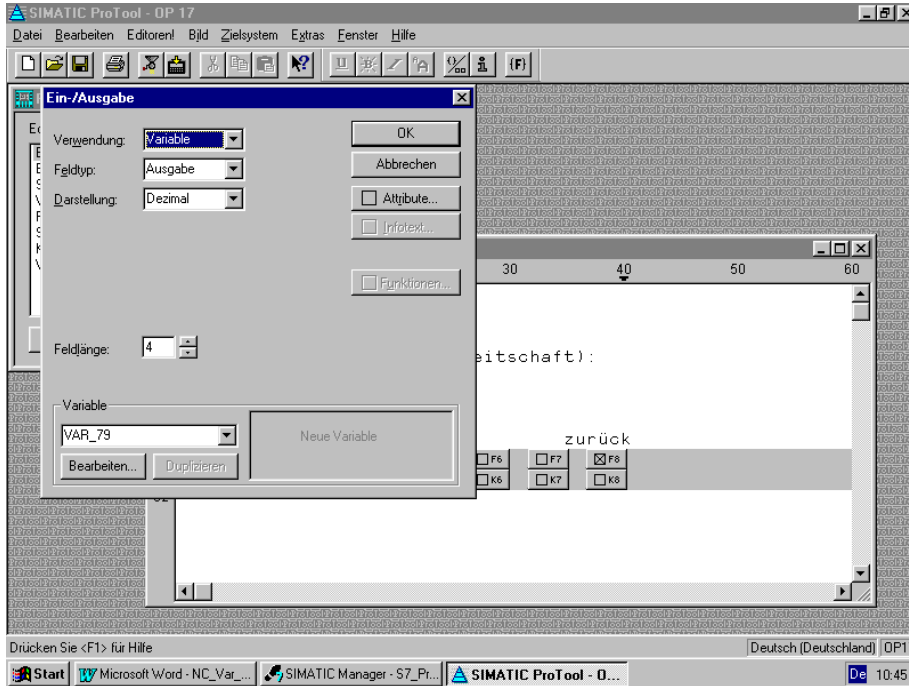 SIMATIC ProTool - OP 17
Datei Bearbeiten Editoren! Bild Zielsystem Extras Fenster Hilfe
Ein-/Ausgabe
Verwendung: Variable
OK
Feldtyp: Ausgabe
Abbrechen
Darstellung: Dezimal
Attribute...
Infotext...
Funktionen...
30 40 50 60
Feldlänge: 4
eitschaft):
Variable
VAR_79
Neue Variable
zurück
Bearbeiten... Duplizieren
F6 F7 F8
K6 K7 K8
Drücken Sie <F1> für Hilfe
Deutsch (Deutschland) OP1
Start Microsoft Word - NC_Var_... SIMATIC Manager - S7_Pr... SIMATIC ProTool - O... De 10:45